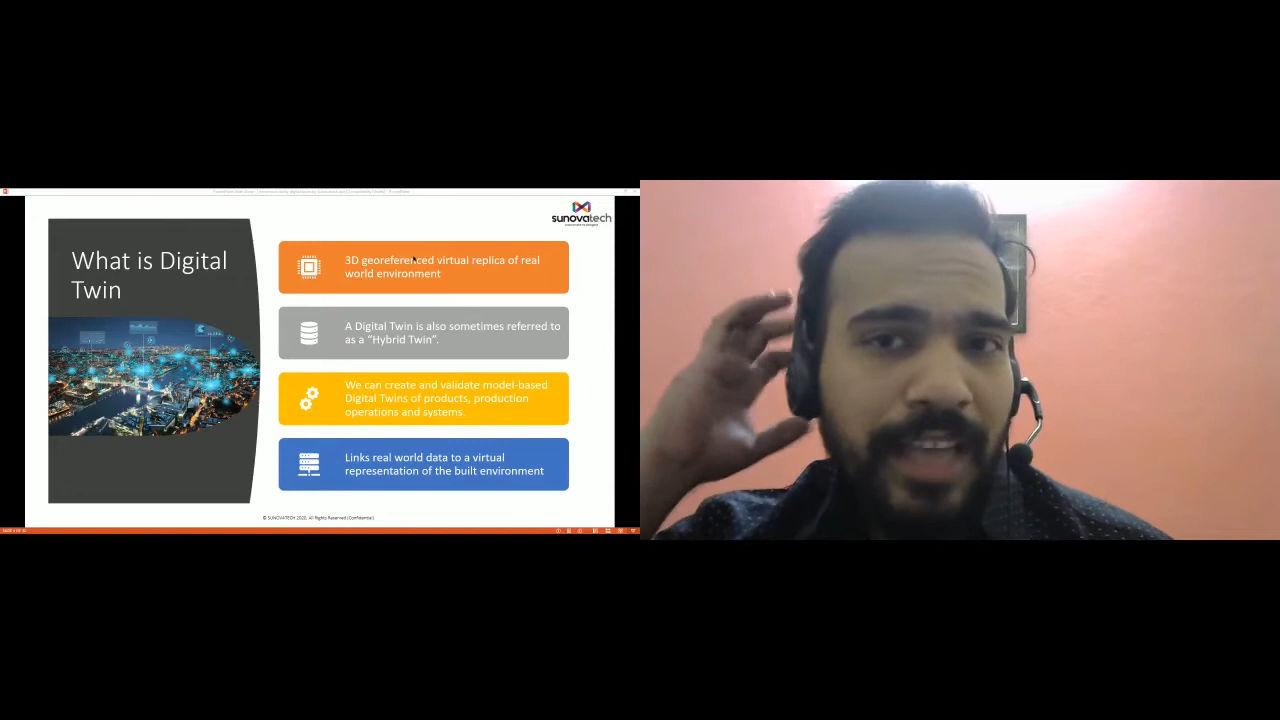 sunovatech
What is Digital
Twin
3D georeferenced virtual replica of real
world environment
A Digital Twin is also sometimes referred to
as a “Hybrid Twin”.
We can create and validate model-based
Digital Twins of products, production
operations and systems.
Links real world data to a virtual
representation of the built environment
© SUNOVATECH 2020. All Rights Reserved (Confidential)